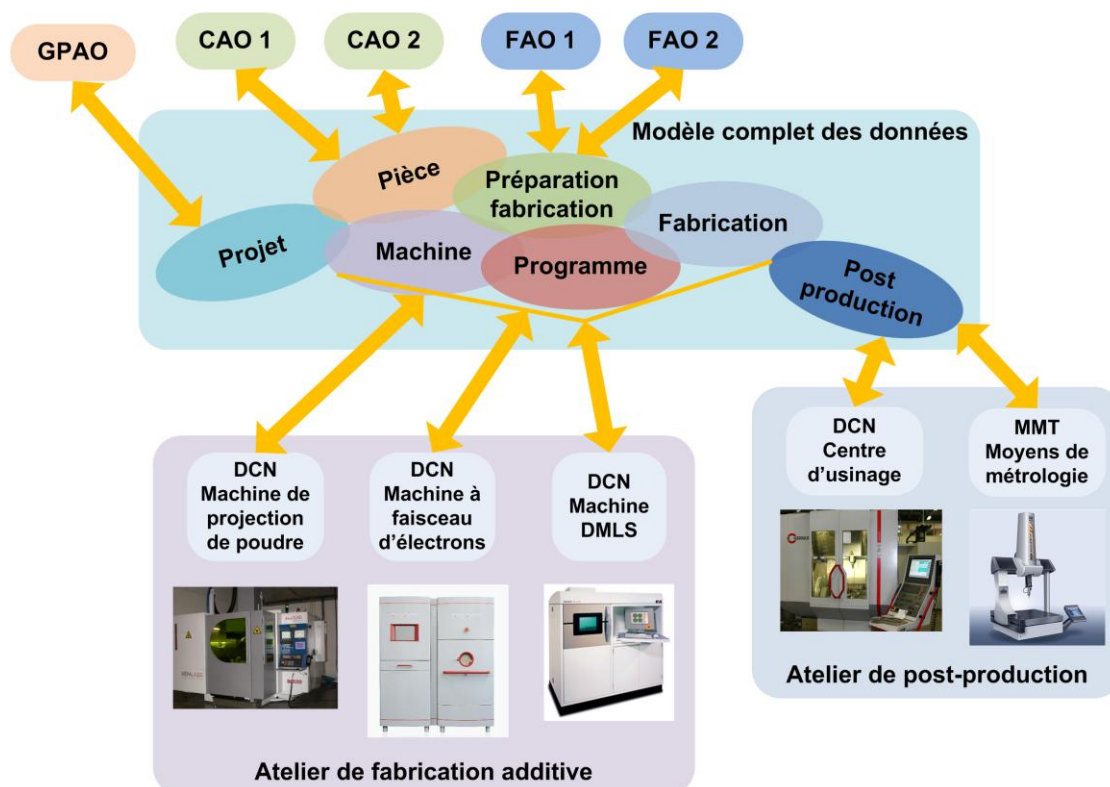 GPAO
CAO 1
CAO 2
FAO 1
FAO 2
Modèle complet des données
Pièce
Préparation
fabrication
Fabrication
Projet
Machine
Programme
Post
production
DCN
Machine de
projection
de poudre
DCN
Machine à
faisceau
d'électrons
DCN
Machine
DMLS
Atelier de fabrication additive
DCN
Centre
d'usinage
MMT
Moyens de
métrologie
Atelier de post-production